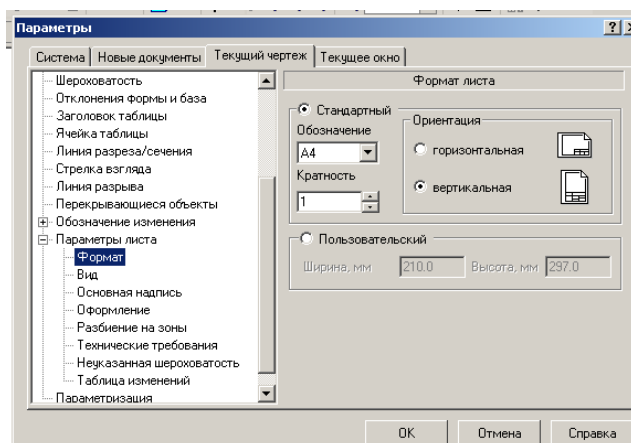 Параметры
Система Новые документы Текущий чертеж Текущее окно
Шероховатость
Отклонения формы и база
Заголовок таблицы
Ячейка таблицы
Линия разреза/сечения
Стрелка взгляда
Линия разрыва
Перекрывающиеся объекты
Обозначение изменения
Параметры листа
Формат
Вид
Основная надпись
Оформление
Разбиение на зоны
Технические требования
Неуказанная шероховатость
Таблица изменений
Параметризация
Формат листа
Стандартный
Обозначение
A4
Кратность
1
Ориентация
горизонтальная
вертикальная
Пользовательский
Ширина, мм 210.0 Высота, мм 297.0
OK Отмена Справка